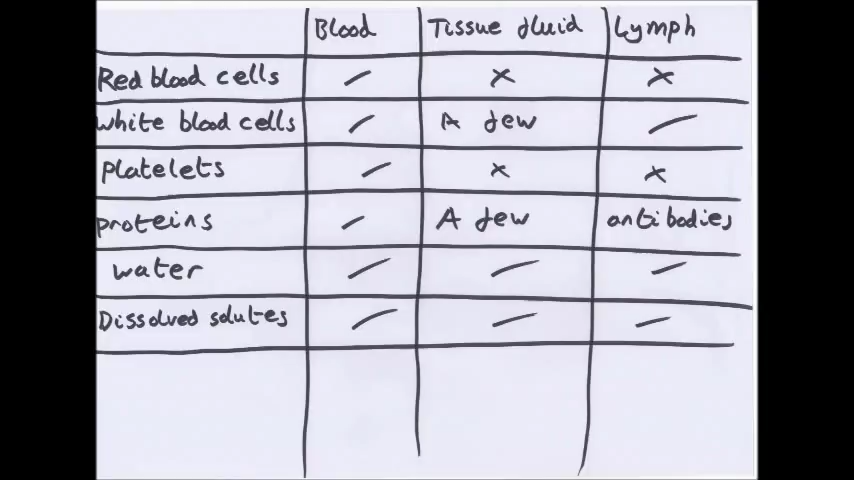 Blood Tissue fluid Lymph
Red blood cells / x x
white blood cells / A few /
platelets / x x
proteins / A few antibodies
water / / /
Dissolved solutes / / /